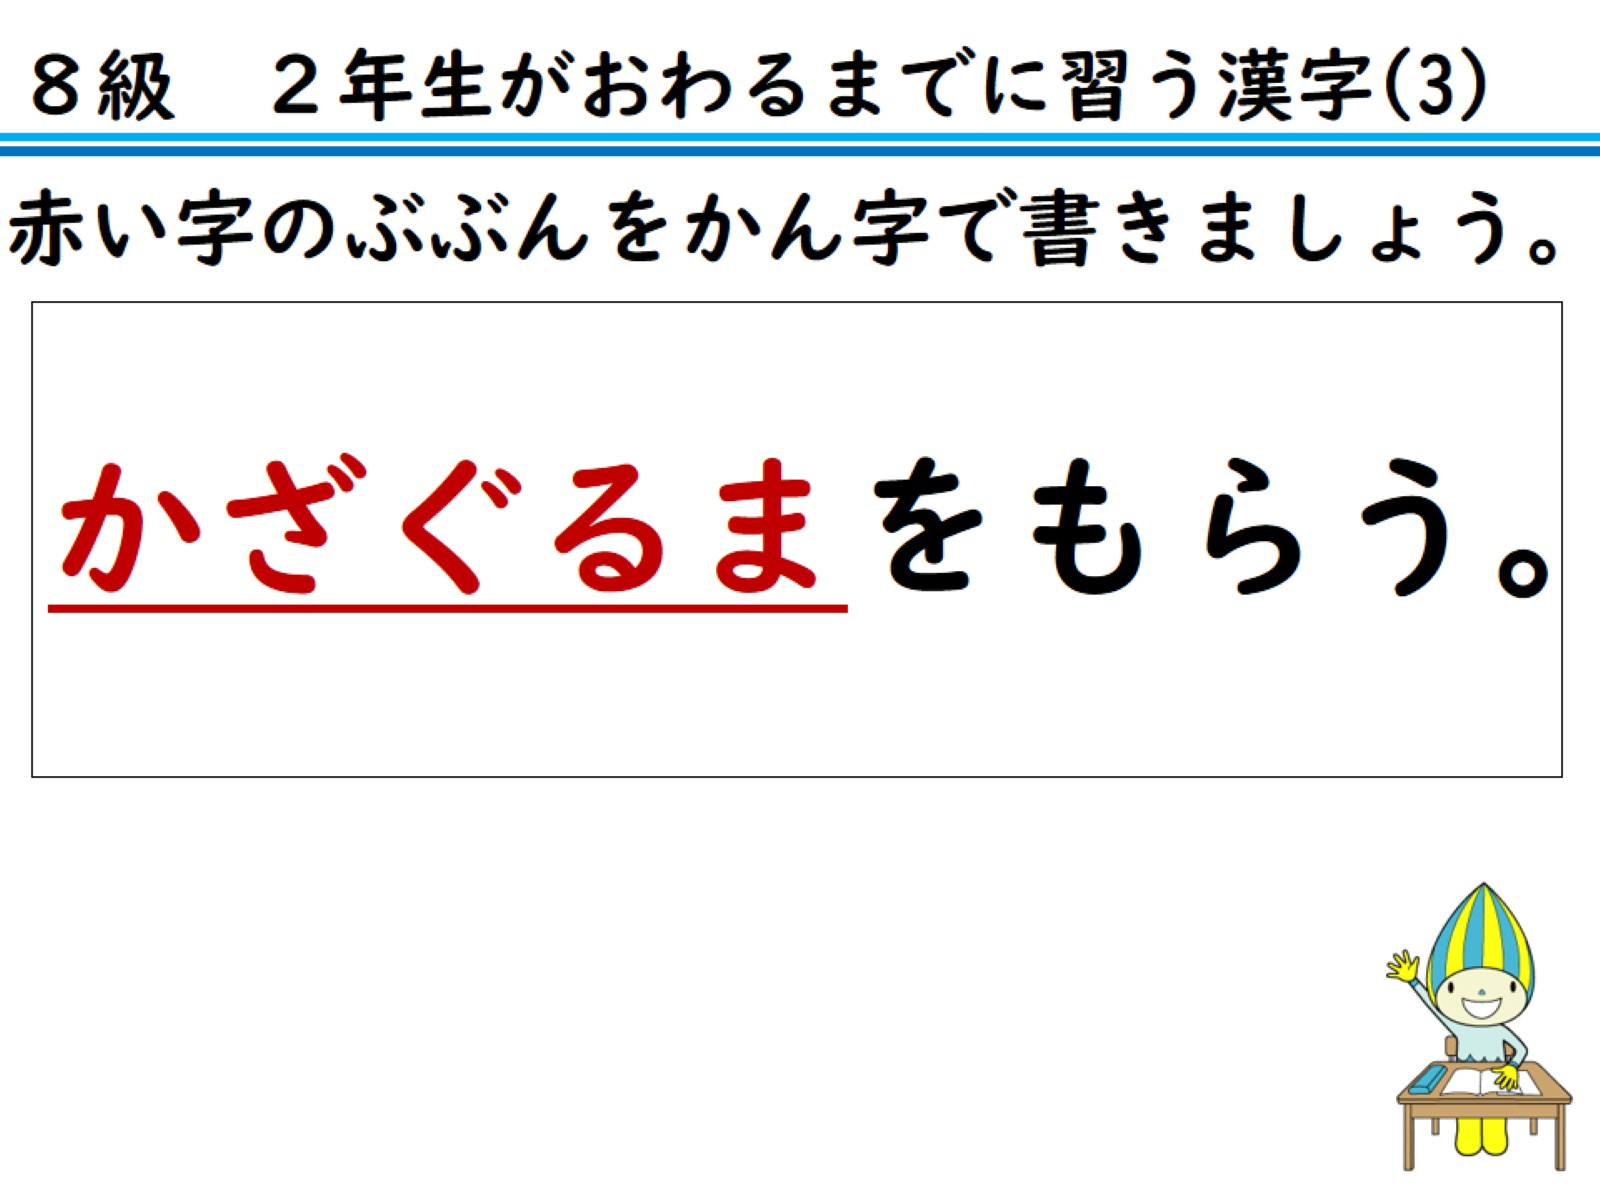 ８級　２年生がおわるまでに習う漢字(3)
赤い字のぶぶんをかん字で書きましょう。
かざぐるまをもらう。